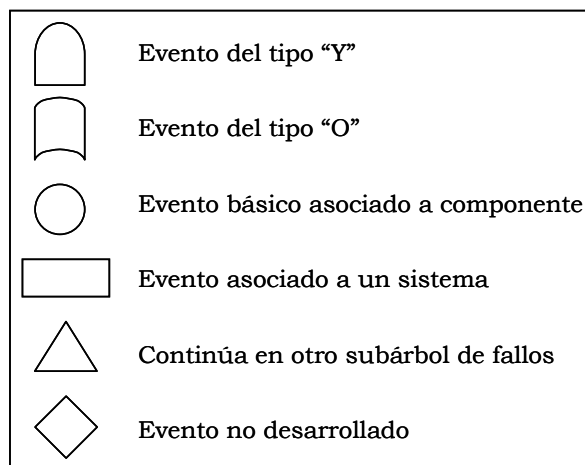 Evento del tipo “Y”
Evento del tipo “O”
Evento básico asociado a componente
Evento asociado a un sistema
Continúa en otro subárbol de fallos
Evento no desarrollado